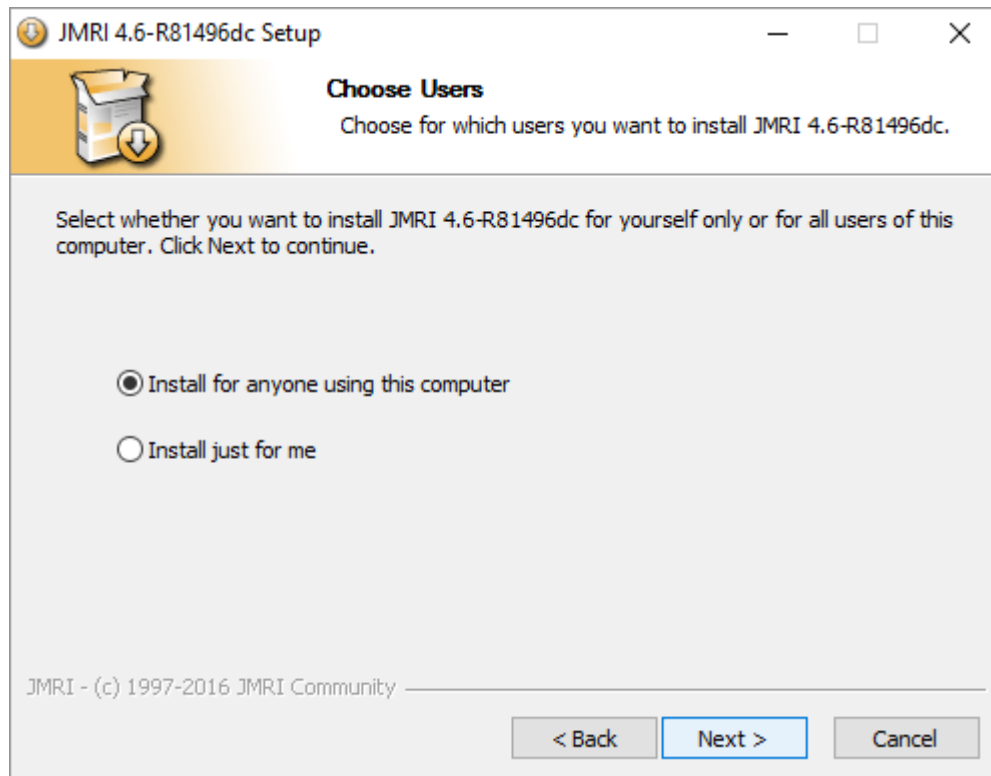 JMRI 4.6-R81496dc Setup
Choose Users
Choose for which users you want to install JMRI 4.6-R81496dc.
Select whether you want to install JMRI 4.6-R81496dc for yourself only or for all users of this
computer. Click Next to continue.
Install for anyone using this computer
Install just for me
JMRI - (c) 1997-2016 JMRI Community
< Back
Next >
Cancel